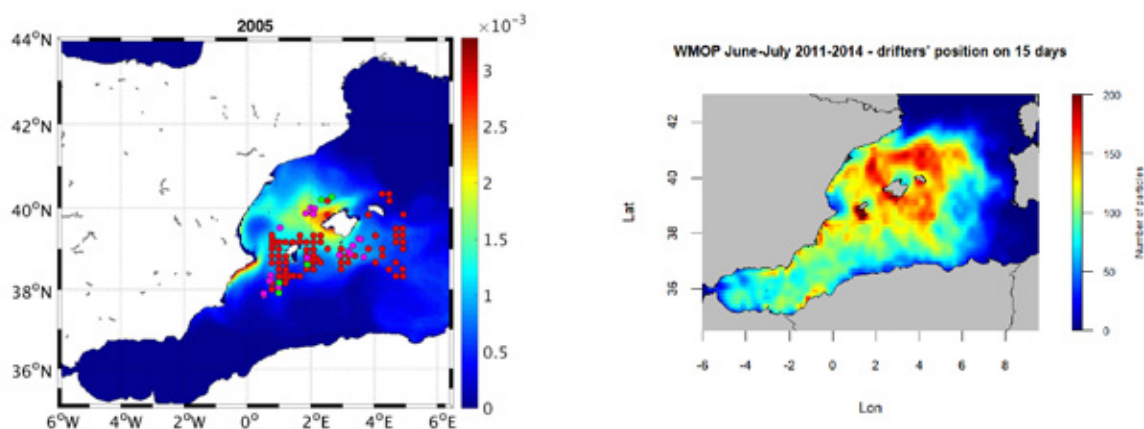 2005
×10⁻³
44°N
42°N
40°N
38°N
36°N
6°W 4°W 2°W 0° 2°E 4°E 6°E
3
2.5
2
1.5
1
0.5
0
WMOP June-July 2011-2014 - drifters' position on 15 days
Lat
42
40
38
36
-6 -4 -2 0 2 4 6 8
Lon
200
150
100
50
0
Number of particles